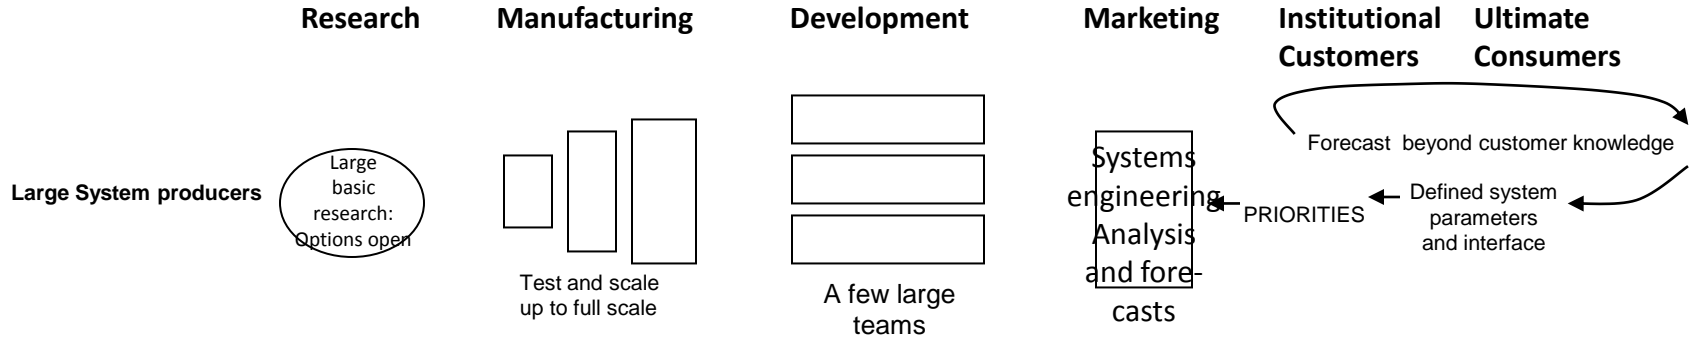 Research
Manufacturing
Development
Marketing
Institutional
Customers
Ultimate
Consumers
Large System producers
Large
basic
research:
Options open
Test and scale
up to full scale
A few large
teams
Systems
engineering
Analysis
and fore-
casts
Forecast beyond customer knowledge
PRIORITIES
Defined system
parameters
and interface